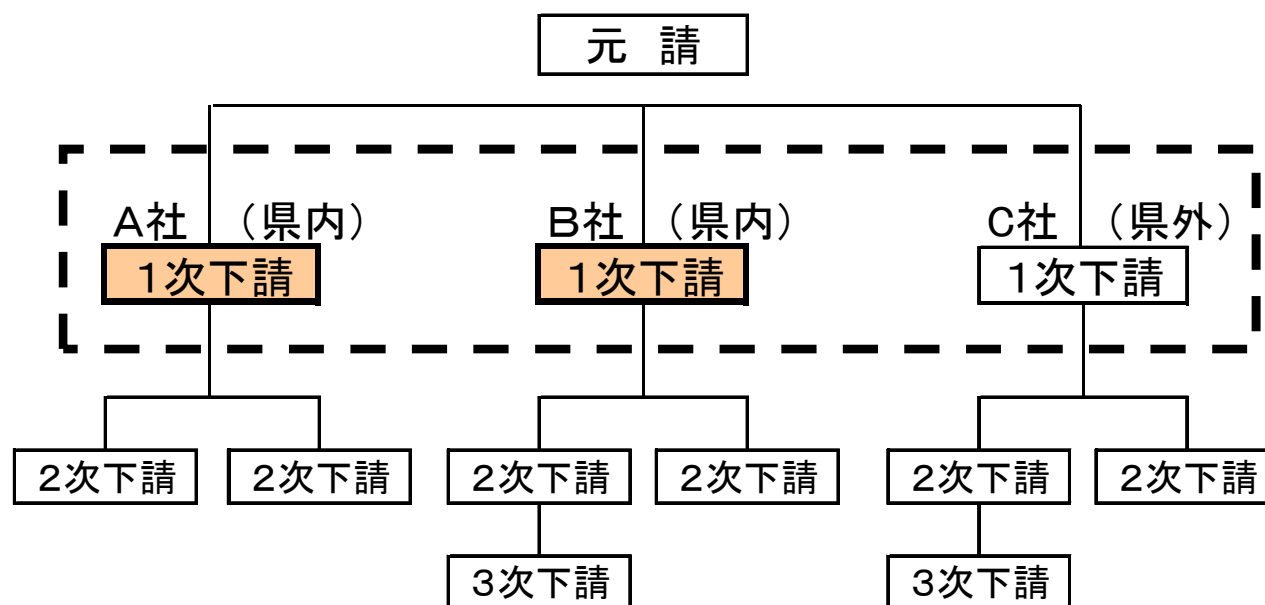 元　請
A社　（県内）　B社　（県内）　C社　（県外）
１次下請　１次下請　１次下請
２次下請　２次下請　２次下請　２次下請　２次下請　２次下請
３次下請　３次下請